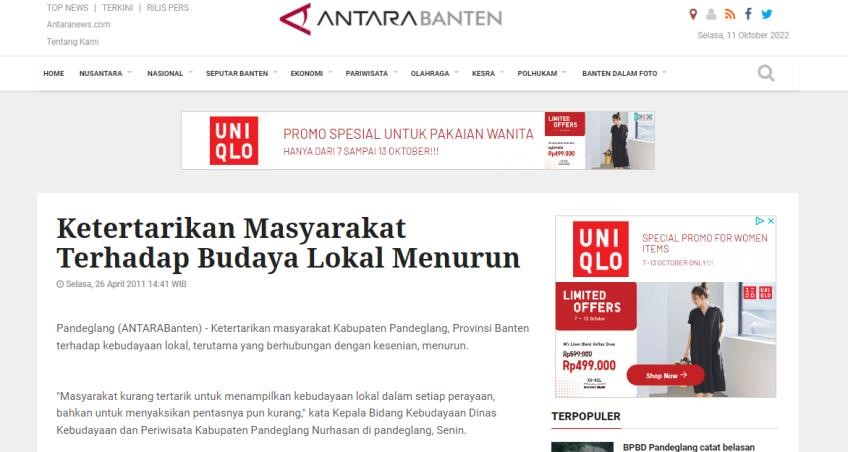 TOP NEWS | TERKINI | RILIS PERS
Antaranews.com
Tentang Kami
ANTARABANTEN
Selasa, 11 Oktober 2022
HOME NUSANTARA NASIONAL SEPUTAR BANTEN EKONOMI PARIWISATA OLAHRAGA KESRA POLHUKAM BANTEN DALAM FOTO
UNI
QLO
PROMO SPESIAL UNTUK PAKAIAN WANITA
HANYA DARI 7 SAMPAI 13 OKTOBER!!!
LIMITED
OFFERS
Rp499.000
Ketertarikan Masyarakat
Terhadap Budaya Lokal Menurun
Selasa, 26 April 2011 14:41 WIB
Pandeglang (ANTARABanten) - Ketertarikan masyarakat Kabupaten Pandeglang, Provinsi Banten
terhadap kebudayaan lokal, terutama yang berhubungan dengan kesenian, menurun.
"Masyarakat kurang tertarik untuk menampilkan kebudayaan lokal dalam setiap perayaan,
bahkan untuk menyaksikan pentasnya pun kurang," kata Kepala Bidang Kebudayaan Dinas
Kebudayaan dan Periwisata Kabupaten Pandeglang Nurhasan di pandeglang, Senin.
UNI
QLO
SPECIAL PROMO FOR WOMEN
ITEMS
7-13 OCTOBER ONLY!!!
LIMITED
OFFERS
7 - 13 October
Rp599.000
Rp499.000
Shop Now
TERPOPULER
BPBD Pandeglang catat belasan